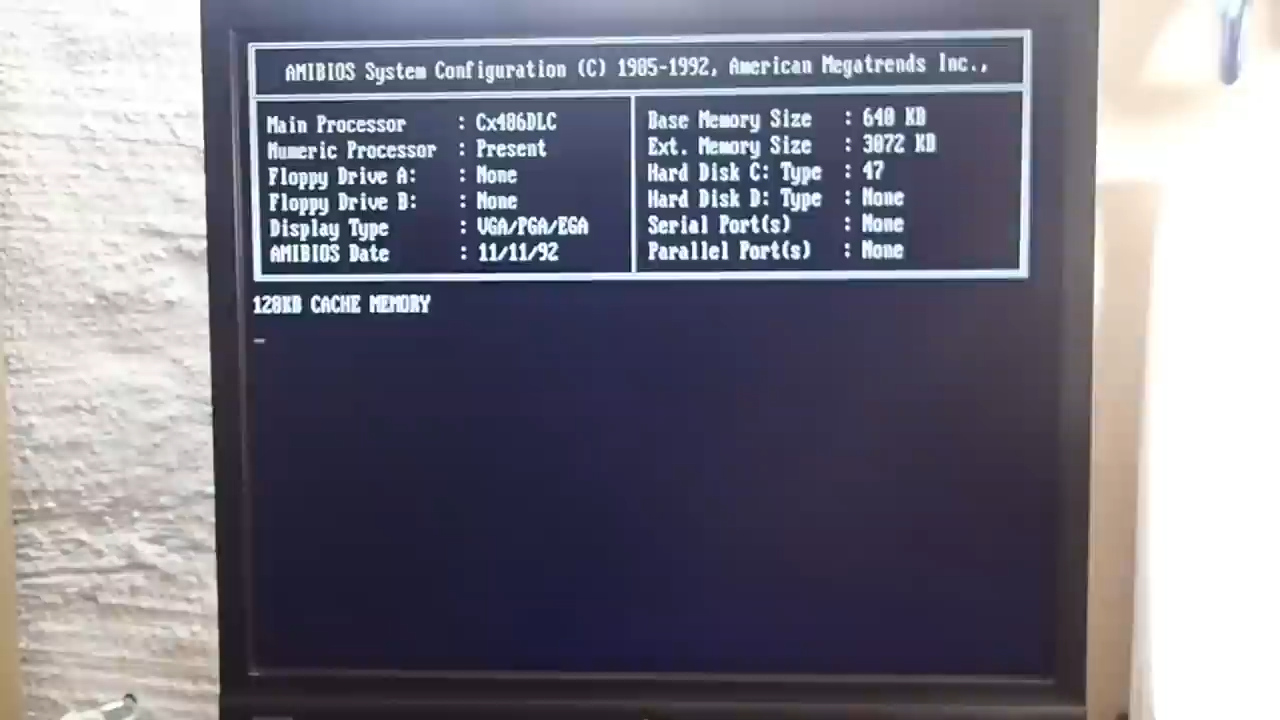 AMIBIOS System Configuration (C) 1985-1992, American Megatrends Inc.,
Main Processor : Cx486DLC
Numeric Processor : Present
Floppy Drive A: : None
Floppy Drive B: : None
Display Type : VGA/PGA/EGA
AMIBIOS Date : 11/11/92
Base Memory Size : 640 KB
Ext. Memory Size : 3072 KB
Hard Disk C: Type : 47
Hard Disk D: Type : None
Serial Port(s) : None
Parallel Port(s) : None
128KB CACHE MEMORY